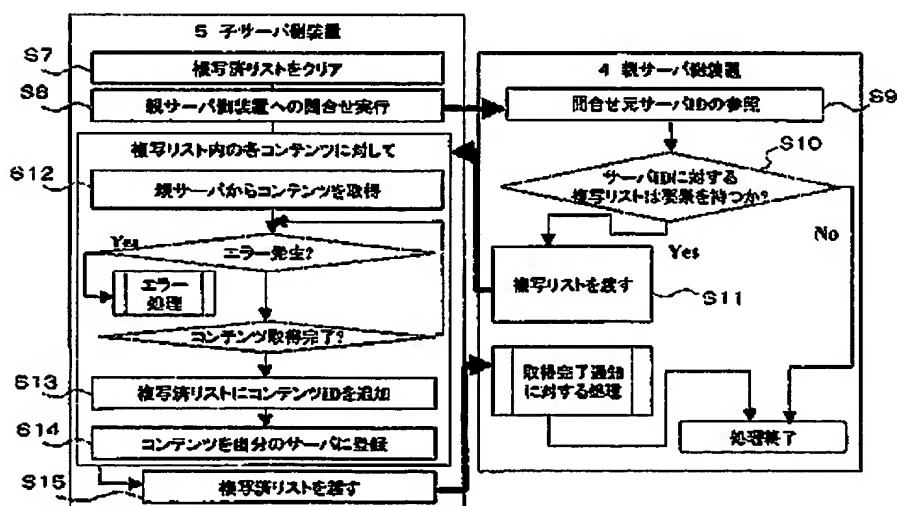 5 子サーバ側装置
S7
複写済リストをクリア
S8
親サーバ側装置への問合せ実行
複写リスト内の各コンテンツに対して
S12
親サーバからコンテンツを取得
Yes
エラー発生?
エラー
処理
コンテンツ取得完了?
S13
複写済リストにコンテンツIDを追加
S14
コンテンツを自分のサーバに登録
S15
複写済リストを渡す
4 親サーバ側装置
問合せ元サーバIDの参照
S9
S10
サーバIDに対する
複写リストは要素を持つか?
No
Yes
複写リストを渡す
S11
取得完了通知
に対する処理
処理終了